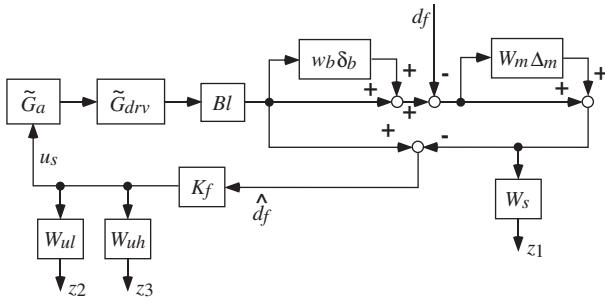 d_f
w_b δ_b
W_m Δ_m
+ + + - + +
G̃_a
G̃_drv
Bl
+ -
u_s
K_f
d̂_f
W_s
z1
W_ul
W_uh
z2
z3